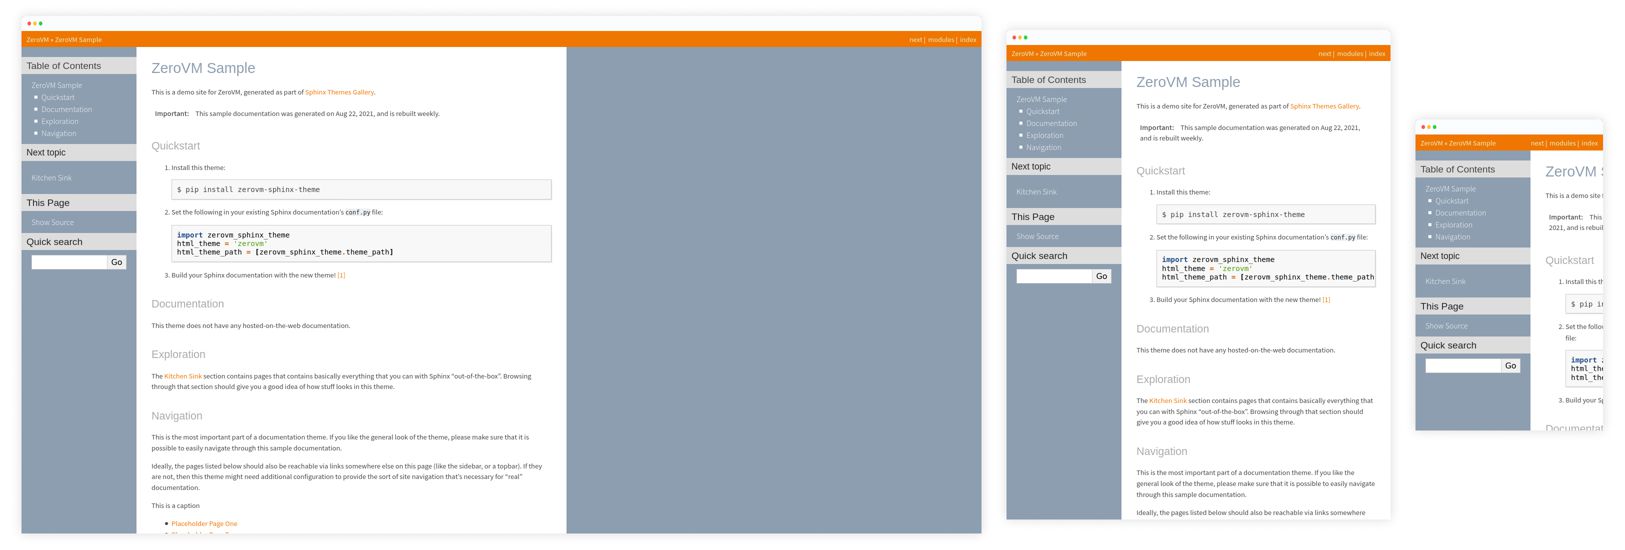 ZeroVM » ZeroVM Sample
next | modules | index
Table of Contents
ZeroVM Sample
Quickstart
Documentation
Exploration
Navigation
Next topic
Kitchen Sink
This Page
Show Source
Quick search
Go
ZeroVM Sample
This is a demo site for ZeroVM, generated as part of Sphinx Themes Gallery.
Important: This sample documentation was generated on Aug 22, 2021, and is rebuilt weekly.
Quickstart
1. Install this theme:
$ pip install zerovm-sphinx-theme
2. Set the following in your existing Sphinx documentation's conf.py file:
import zerovm_sphinx_theme
html_theme = 'zerovm'
html_theme_path = [zerovm_sphinx_theme.theme_path]
3. Build your Sphinx documentation with the new theme! [1]
Documentation
This theme does not have any hosted-on-the-web documentation.
Exploration
The Kitchen Sink section contains pages that contains basically everything that you can with Sphinx “out-of-the-box”. Browsing
through that section should give you a good idea of how stuff looks in this theme.
Navigation
This is the most important part of a documentation theme. If you like the general look of the theme, please make sure that it is
possible to easily navigate through this sample documentation.
Ideally, the pages listed below should also be reachable via links somewhere else on this page (like the sidebar, or a topbar). If they
are not, then this theme might need additional configuration to provide the sort of site navigation that's necessary for “real”
documentation.
This is a caption
Placeholder Page One
ZeroVM » ZeroVM Sample
next | modules | index
Table of Contents
ZeroVM Sample
Quickstart
Documentation
Exploration
Navigation
Next topic
Kitchen Sink
This Page
Show Source
Quick search
Go
ZeroVM Sample
This is a demo site for ZeroVM, generated as part of Sphinx Themes Gallery.
Important: This sample documentation was generated on Aug 22, 2021,
and is rebuilt weekly.
Quickstart
1. Install this theme:
$ pip install zerovm-sphinx-theme
2. Set the following in your existing Sphinx documentation's conf.py file:
import zerovm_sphinx_theme
html_theme = 'zerovm'
html_theme_path = [zerovm_sphinx_theme.theme_path
3. Build your Sphinx documentation with the new theme! [1]
Documentation
This theme does not have any hosted-on-the-web documentation.
Exploration
The Kitchen Sink section contains pages that contains basically everything that
you can with Sphinx “out-of-the-box”. Browsing through that section should
give you a good idea of how stuff looks in this theme.
Navigation
This is the most important part of a documentation theme. If you like the
general look of the theme, please make sure that it is possible to easily navigate
through this sample documentation.
Ideally, the pages listed below should also be reachable via links somewhere
ZeroVM » ZeroVM Sample
next | modules | index
Table of Contents
ZeroVM Sample
Quickstart
Documentation
Exploration
Navigation
Next topic
Kitchen Sink
This Page
Show Source
Quick search
Go
ZeroVM
This is a demo site
Important: This
2021, and is rebuil
Quickstart
1. Install this th
$ pip in
2. Set the follov
file:
import
html_the
html_the
3. Build your Sp